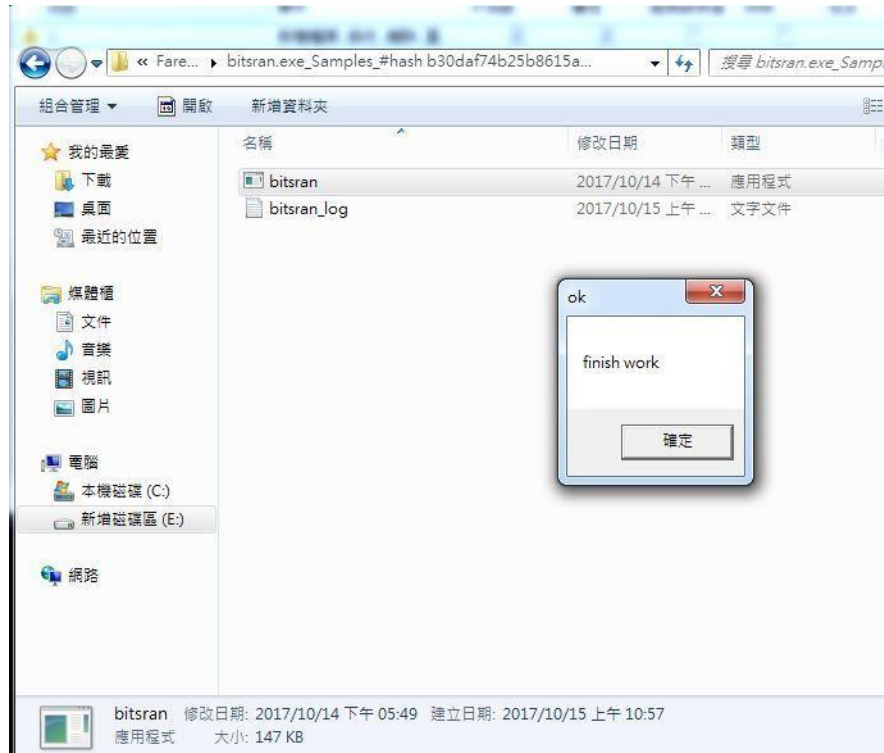 « Fare... ▸ bitsran.exe_Samples_#hash b30daf74b25b8615a...
搜尋 bitsran.exe_Sampl
組合管理 開啟 新增資料夾
名稱 修改日期 類型
我的最愛
下載
桌面
最近的位置
媒體櫃
文件
音樂
視訊
圖片
電腦
本機磁碟 (C:)
新增磁碟區 (E:)
網路
bitsran 2017/10/14 下午 ... 應用程式
bitsran_log 2017/10/15 上午 ... 文字文件
ok
finish work
確定
bitsran 修改日期: 2017/10/14 下午 05:49 建立日期: 2017/10/15 上午 10:57
應用程式 大小: 147 KB